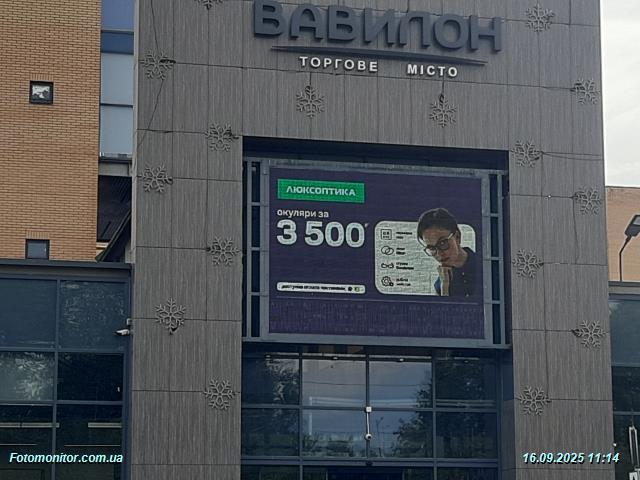 ВАВИЛОН
ТОРГОВЕ МІСТО
ЛЮКСОПТИКА
окуляри за
3 500
Fotomonitor.com.ua
16.09.2025 11:14